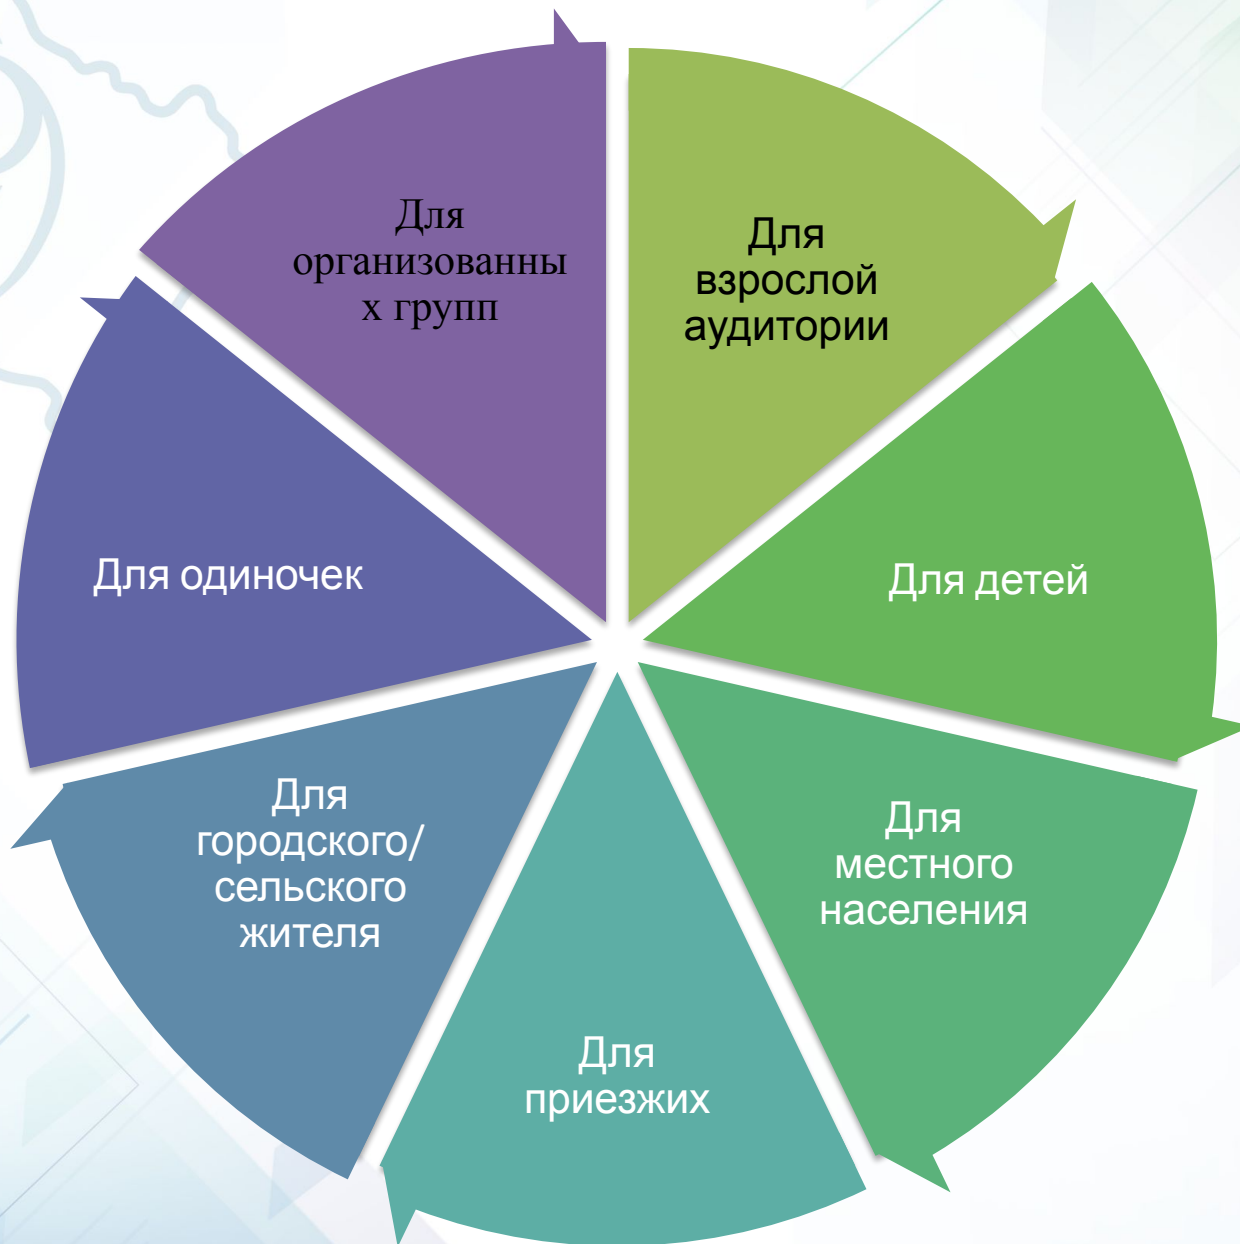 Для
взрослой
аудитории
Для детей
Для
местного
населения
Для
приезжих
Для
городского/
сельского
жителя
Для одиночек
Для
организованны
х групп